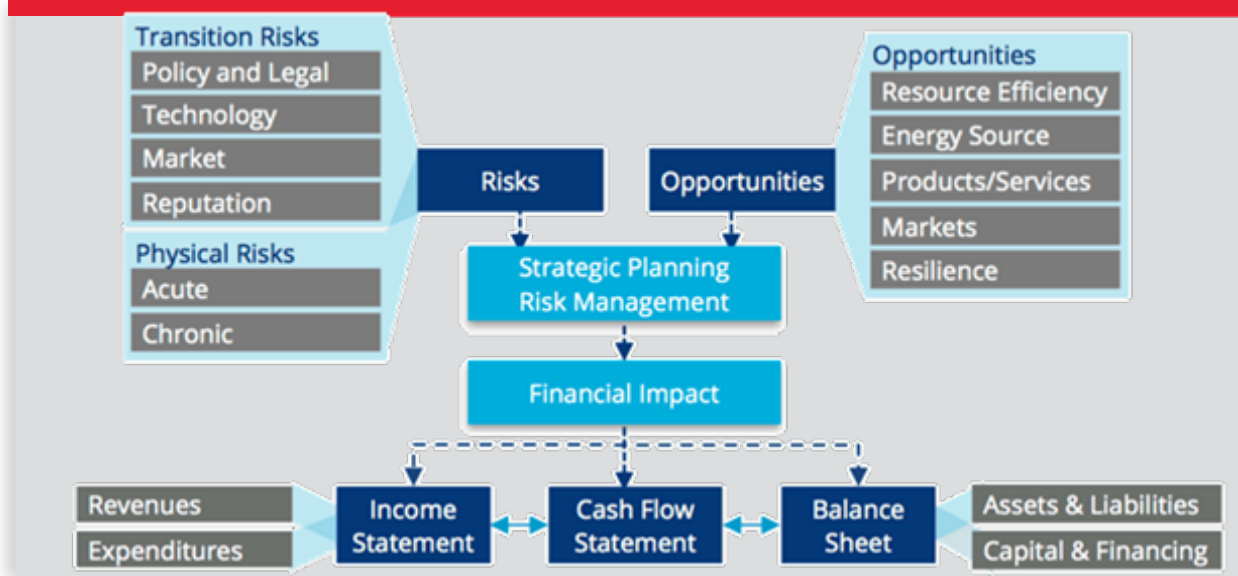 Transition Risks
Policy and Legal
Technology
Market
Reputation
Physical Risks
Acute
Chronic
Risks
Opportunities
Opportunities
Resource Efficiency
Energy Source
Products/Services
Markets
Resilience
Strategic Planning
Risk Management
Financial Impact
Revenues
Expenditures
Income
Statement
Cash Flow
Statement
Balance
Sheet
Assets & Liabilities
Capital & Financing